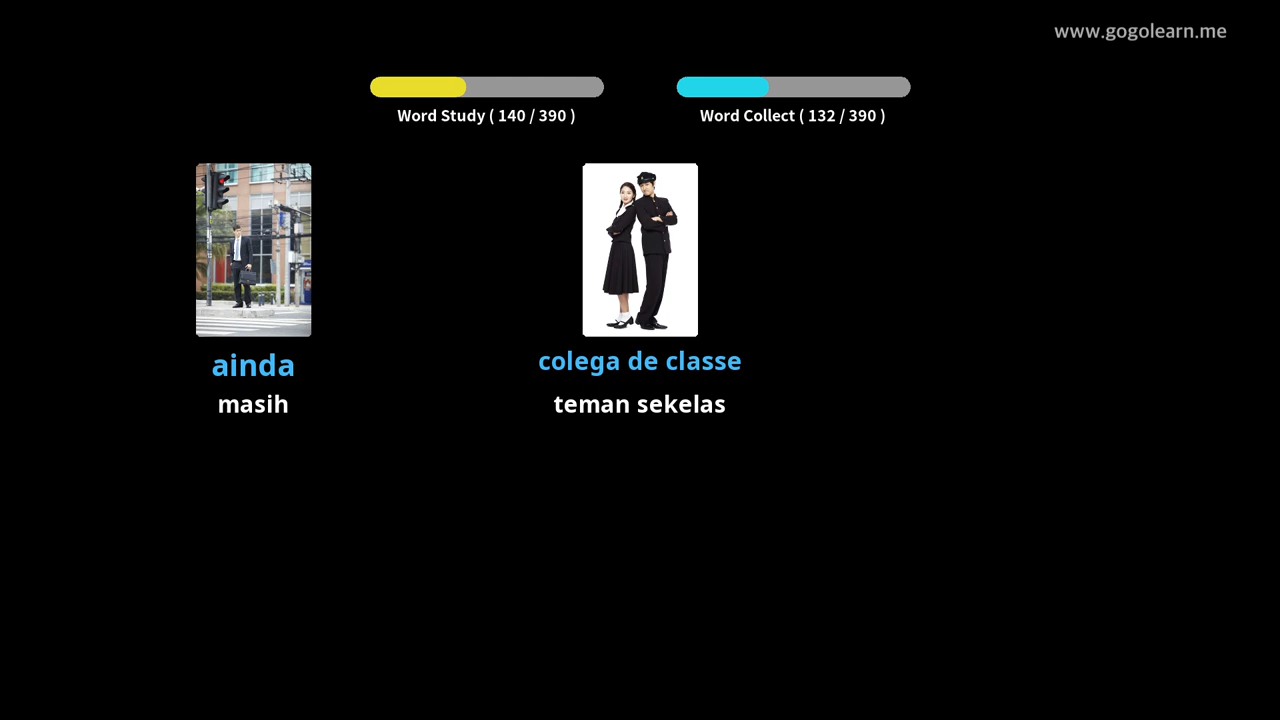 www.gogolearn.me
Word Study ( 140 / 390 )
Word Collect ( 132 / 390 )
ainda
masih
colega de classe
teman sekelas